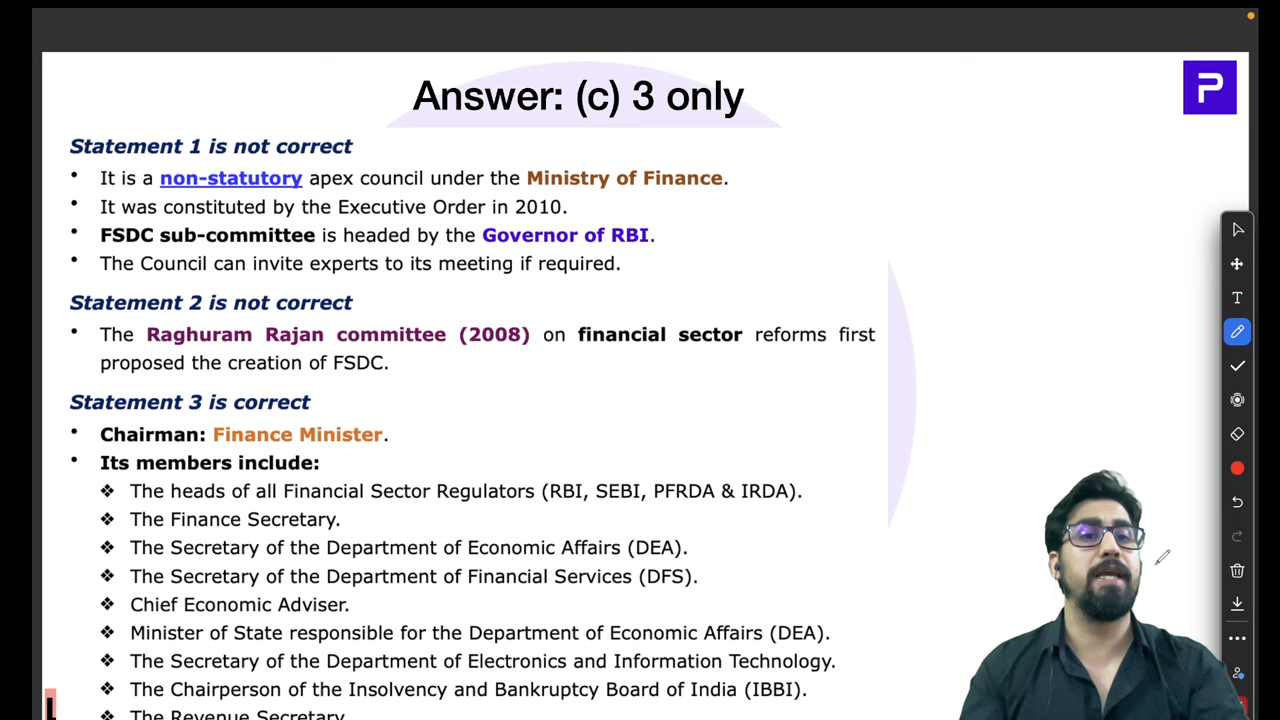 Answer: (c) 3 only
P
Statement 1 is not correct
• It is a non-statutory apex council under the Ministry of Finance.
• It was constituted by the Executive Order in 2010.
• FSDC sub-committee is headed by the Governor of RBI.
• The Council can invite experts to its meeting if required.
Statement 2 is not correct
• The Raghuram Rajan committee (2008) on financial sector reforms first
proposed the creation of FSDC.
Statement 3 is correct
• Chairman: Finance Minister.
• Its members include:
❖ The heads of all Financial Sector Regulators (RBI, SEBI, PFRDA & IRDA).
❖ The Finance Secretary.
❖ The Secretary of the Department of Economic Affairs (DEA).
❖ The Secretary of the Department of Financial Services (DFS).
❖ Chief Economic Adviser.
❖ Minister of State responsible for the Department of Economic Affairs (DEA).
❖ The Secretary of the Department of Electronics and Information Technology.
❖ The Chairperson of the Insolvency and Bankruptcy Board of India (IBBI).
❖ The Revenue Secretary.
T